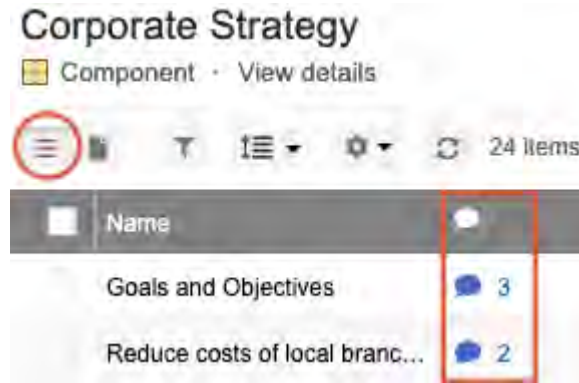 Corporate Strategy
Component · View details
24 items
Name
Goals and Objectives 3
Reduce costs of local branc... 2